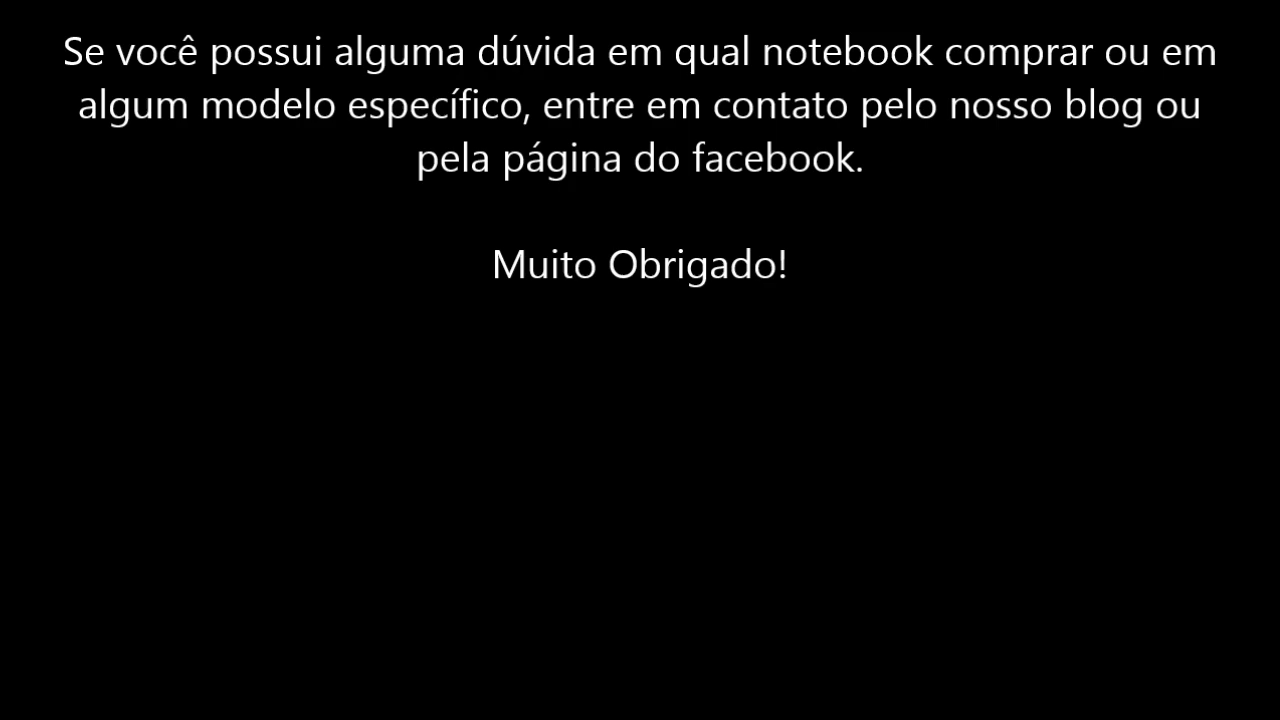 Se você possui alguma dúvida em qual notebook comprar ou em
algum modelo específico, entre em contato pelo nosso blog ou
pela página do facebook.
Muito Obrigado!